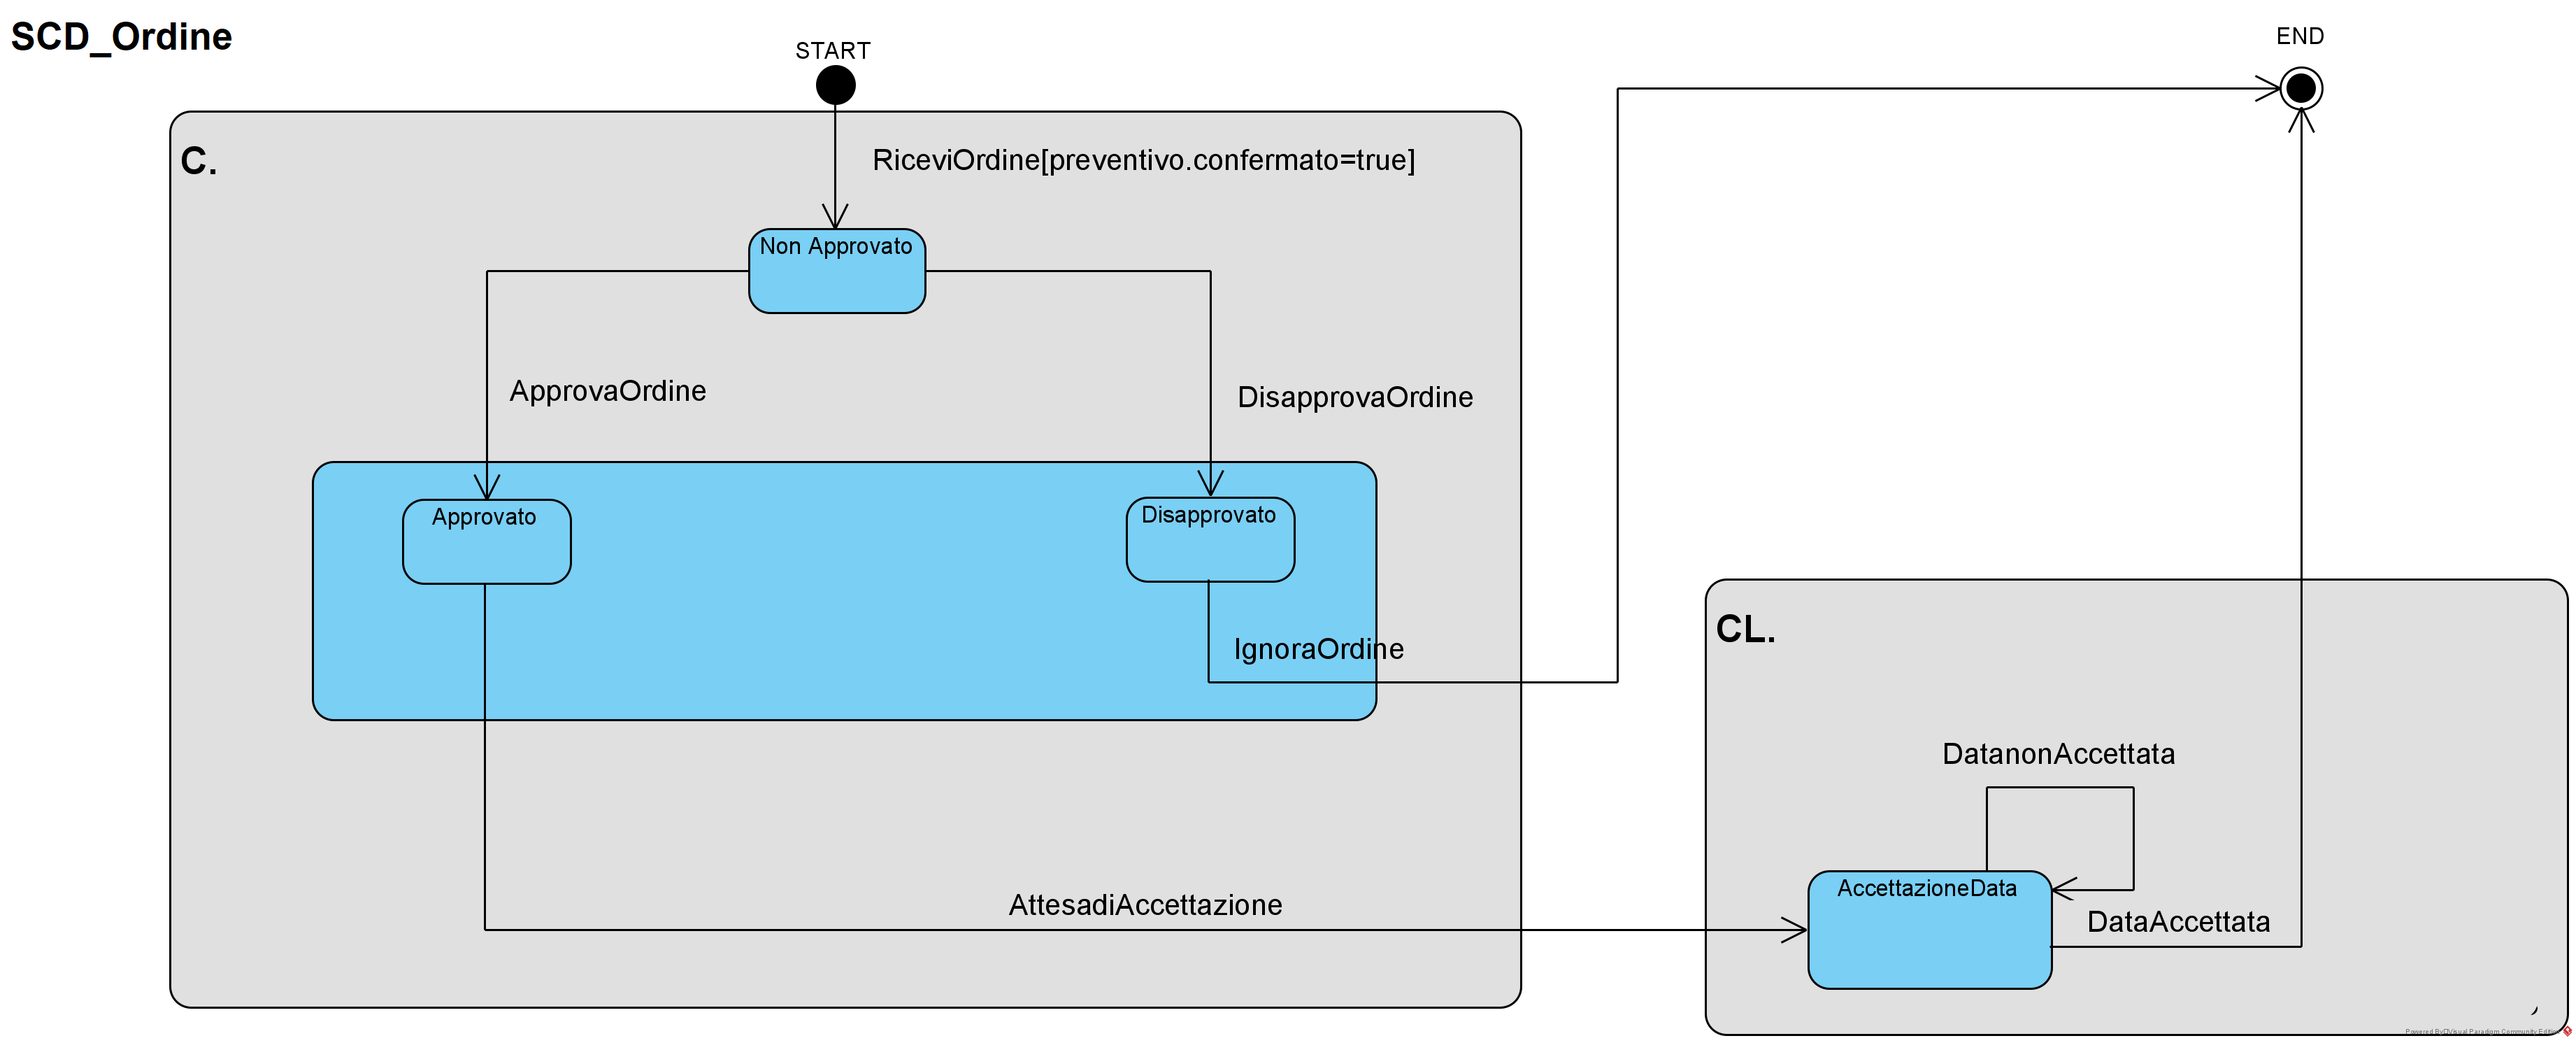 SCD_Ordine
START
END
C.
RiceviOrdine[preventivo.confermato=true]
Non Approvato
ApprovaOrdine
DisapprovaOrdine
Approvato
Disapprovato
IgnoraOrdine
CL.
DatanonAccettata
AccettazioneData
AttesadiAccettazione
DataAccettata
Powered By Visual Paradigm Community Edition